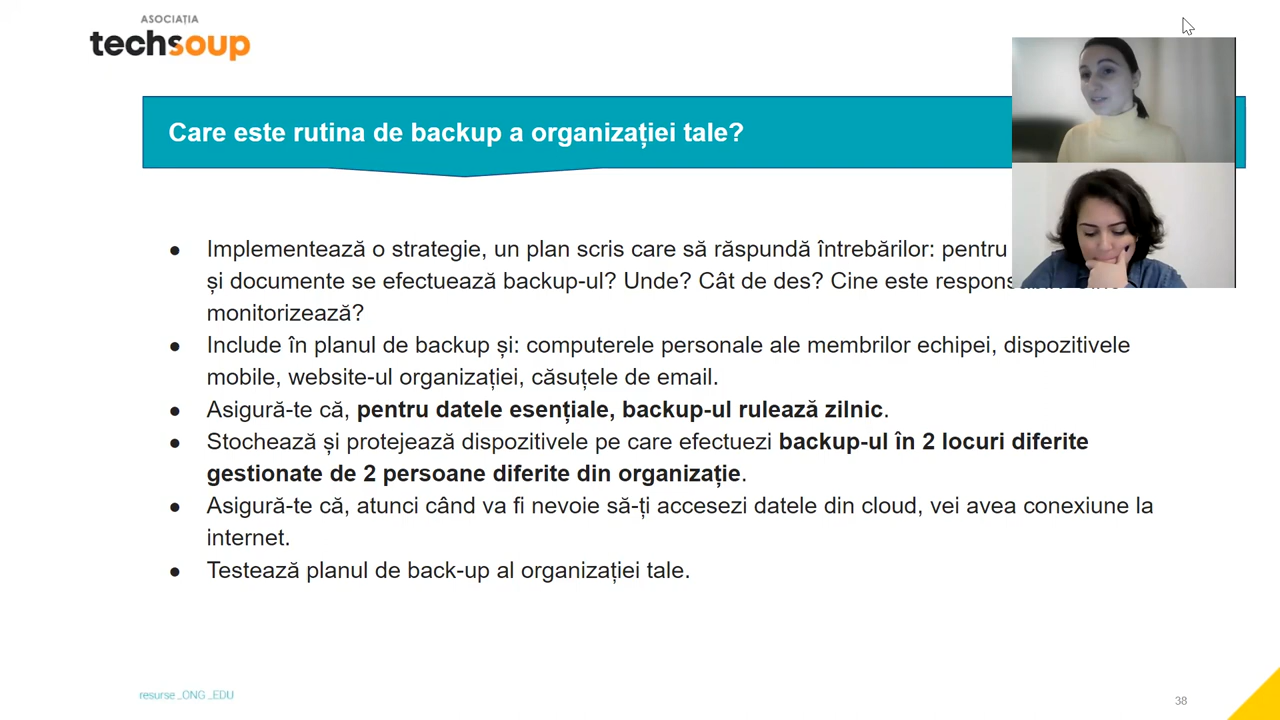 ASOCIAȚIA
techsoup
Care este rutina de backup a organizației tale?
● Implementează o strategie, un plan scris care să răspundă întrebărilor: pentru
și documente se efectuează backup-ul? Unde? Cât de des? Cine este
monitorizează?
● Include în planul de backup și: computerele personale ale membrilor echipei, dispozitivele
mobile, website-ul organizației, căsuțele de email.
● Asigură-te că, pentru datele esențiale, backup-ul rulează zilnic.
● Stochează și protejează dispozitivele pe care efectuezi backup-ul în 2 locuri diferite
gestionate de 2 persoane diferite din organizație.
● Asigură-te că, atunci când va fi nevoie să-ți accesezi datele din cloud, vei avea conexiune la
internet.
● Testează planul de back-up al organizației tale.
resurse_ONG_EDU
38